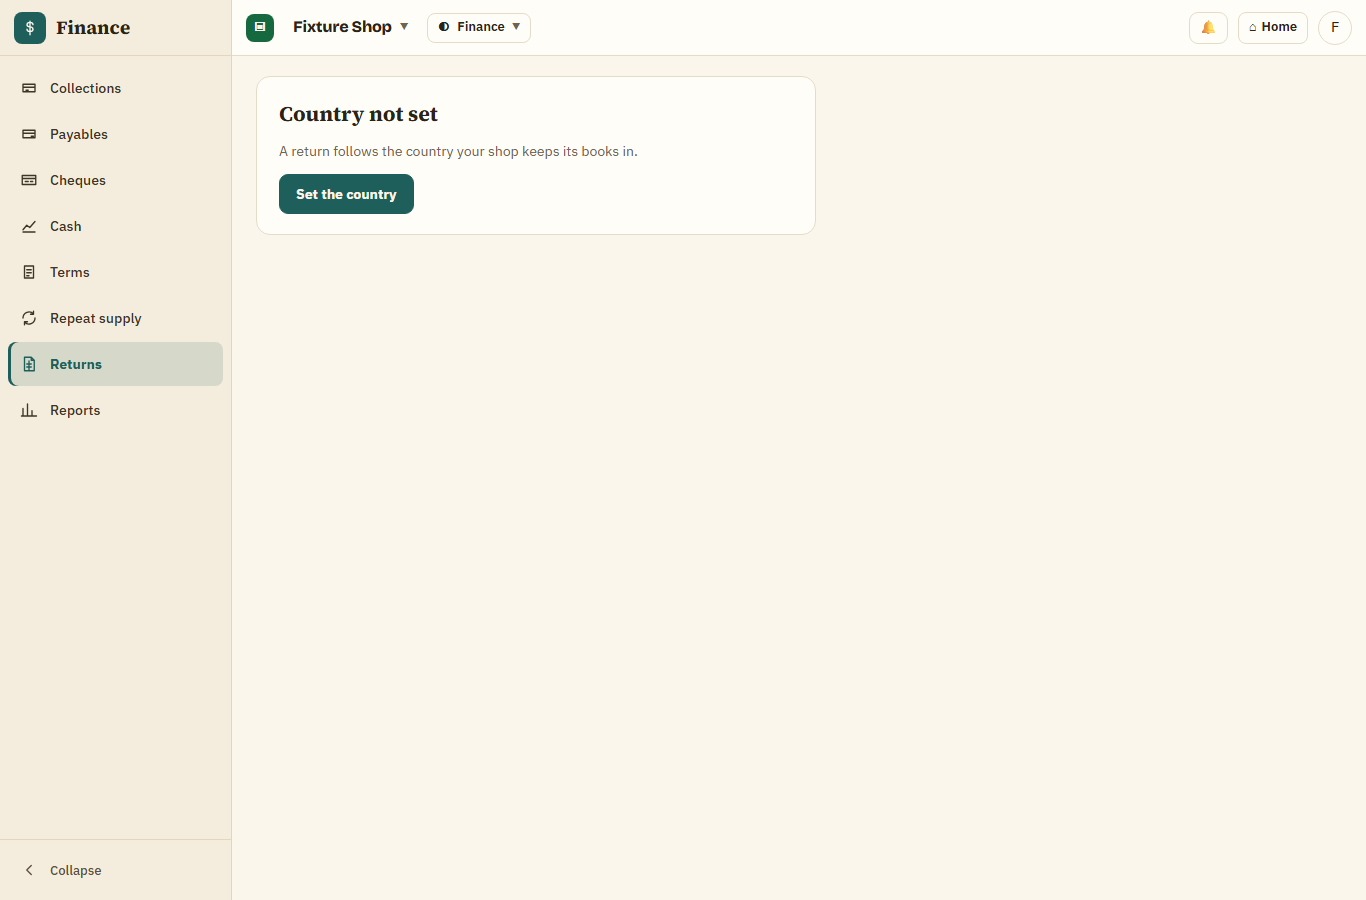 $ Finance
Fixture Shop
Finance
Home
F
Collections
Payables
Cheques
Cash
Terms
Repeat supply
Returns
Reports
Collapse
Country not set
A return follows the country your shop keeps its books in.
Set the country